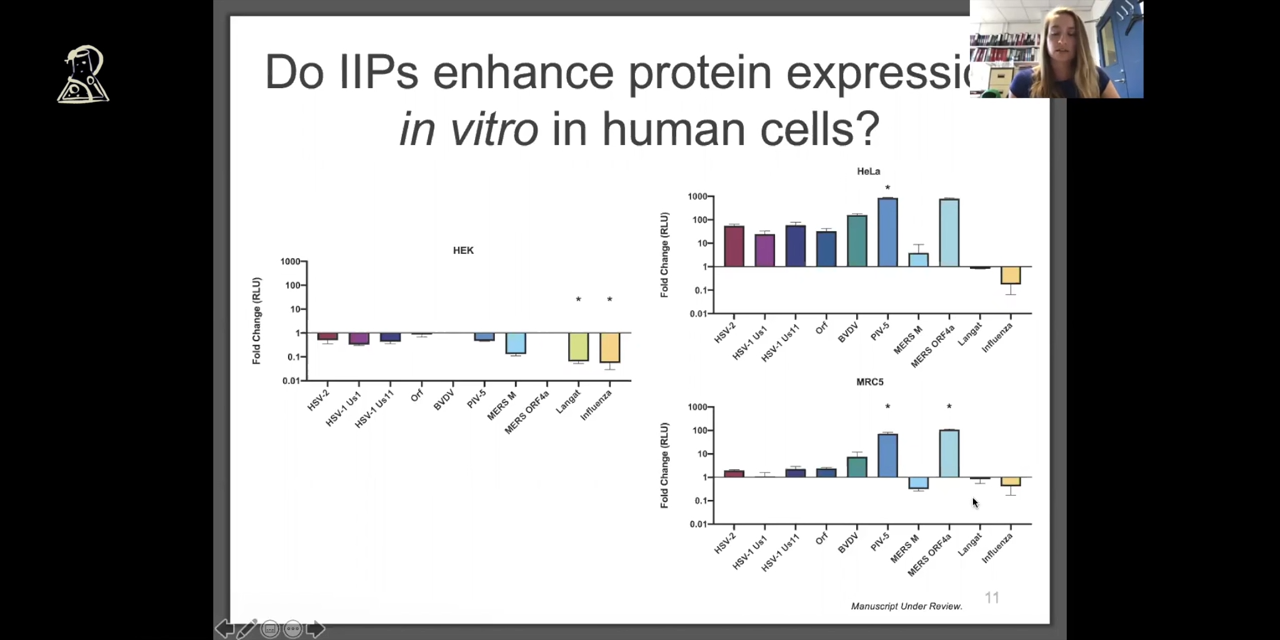 Do IIPs enhance protein expressio
in vitro in human cells?
HEK
Fold Change (RLU)
1000
100
10
1
0.1
0.01
* *
HSV-2
HSV-1 Us1
HSV-1 Us11
Orf
BVDV
PIV-5
MERS M
MERS ORF4a
Langat
Influenza
HeLa
Fold Change (RLU)
1000
100
10
1
0.1
0.01
*
HSV-2
HSV-1 Us1
HSV-1 Us11
Orf
BVDV
PIV-5
MERS M
MERS ORF4a
Langat
Influenza
MRC5
Fold Change (RLU)
1000
100
10
1
0.1
0.01
* *
HSV-2
HSV-1 Us1
HSV-1 Us11
Orf
BVDV
PIV-5
MERS M
MERS ORF4a
Langat
Influenza
Manuscript Under Review.
11